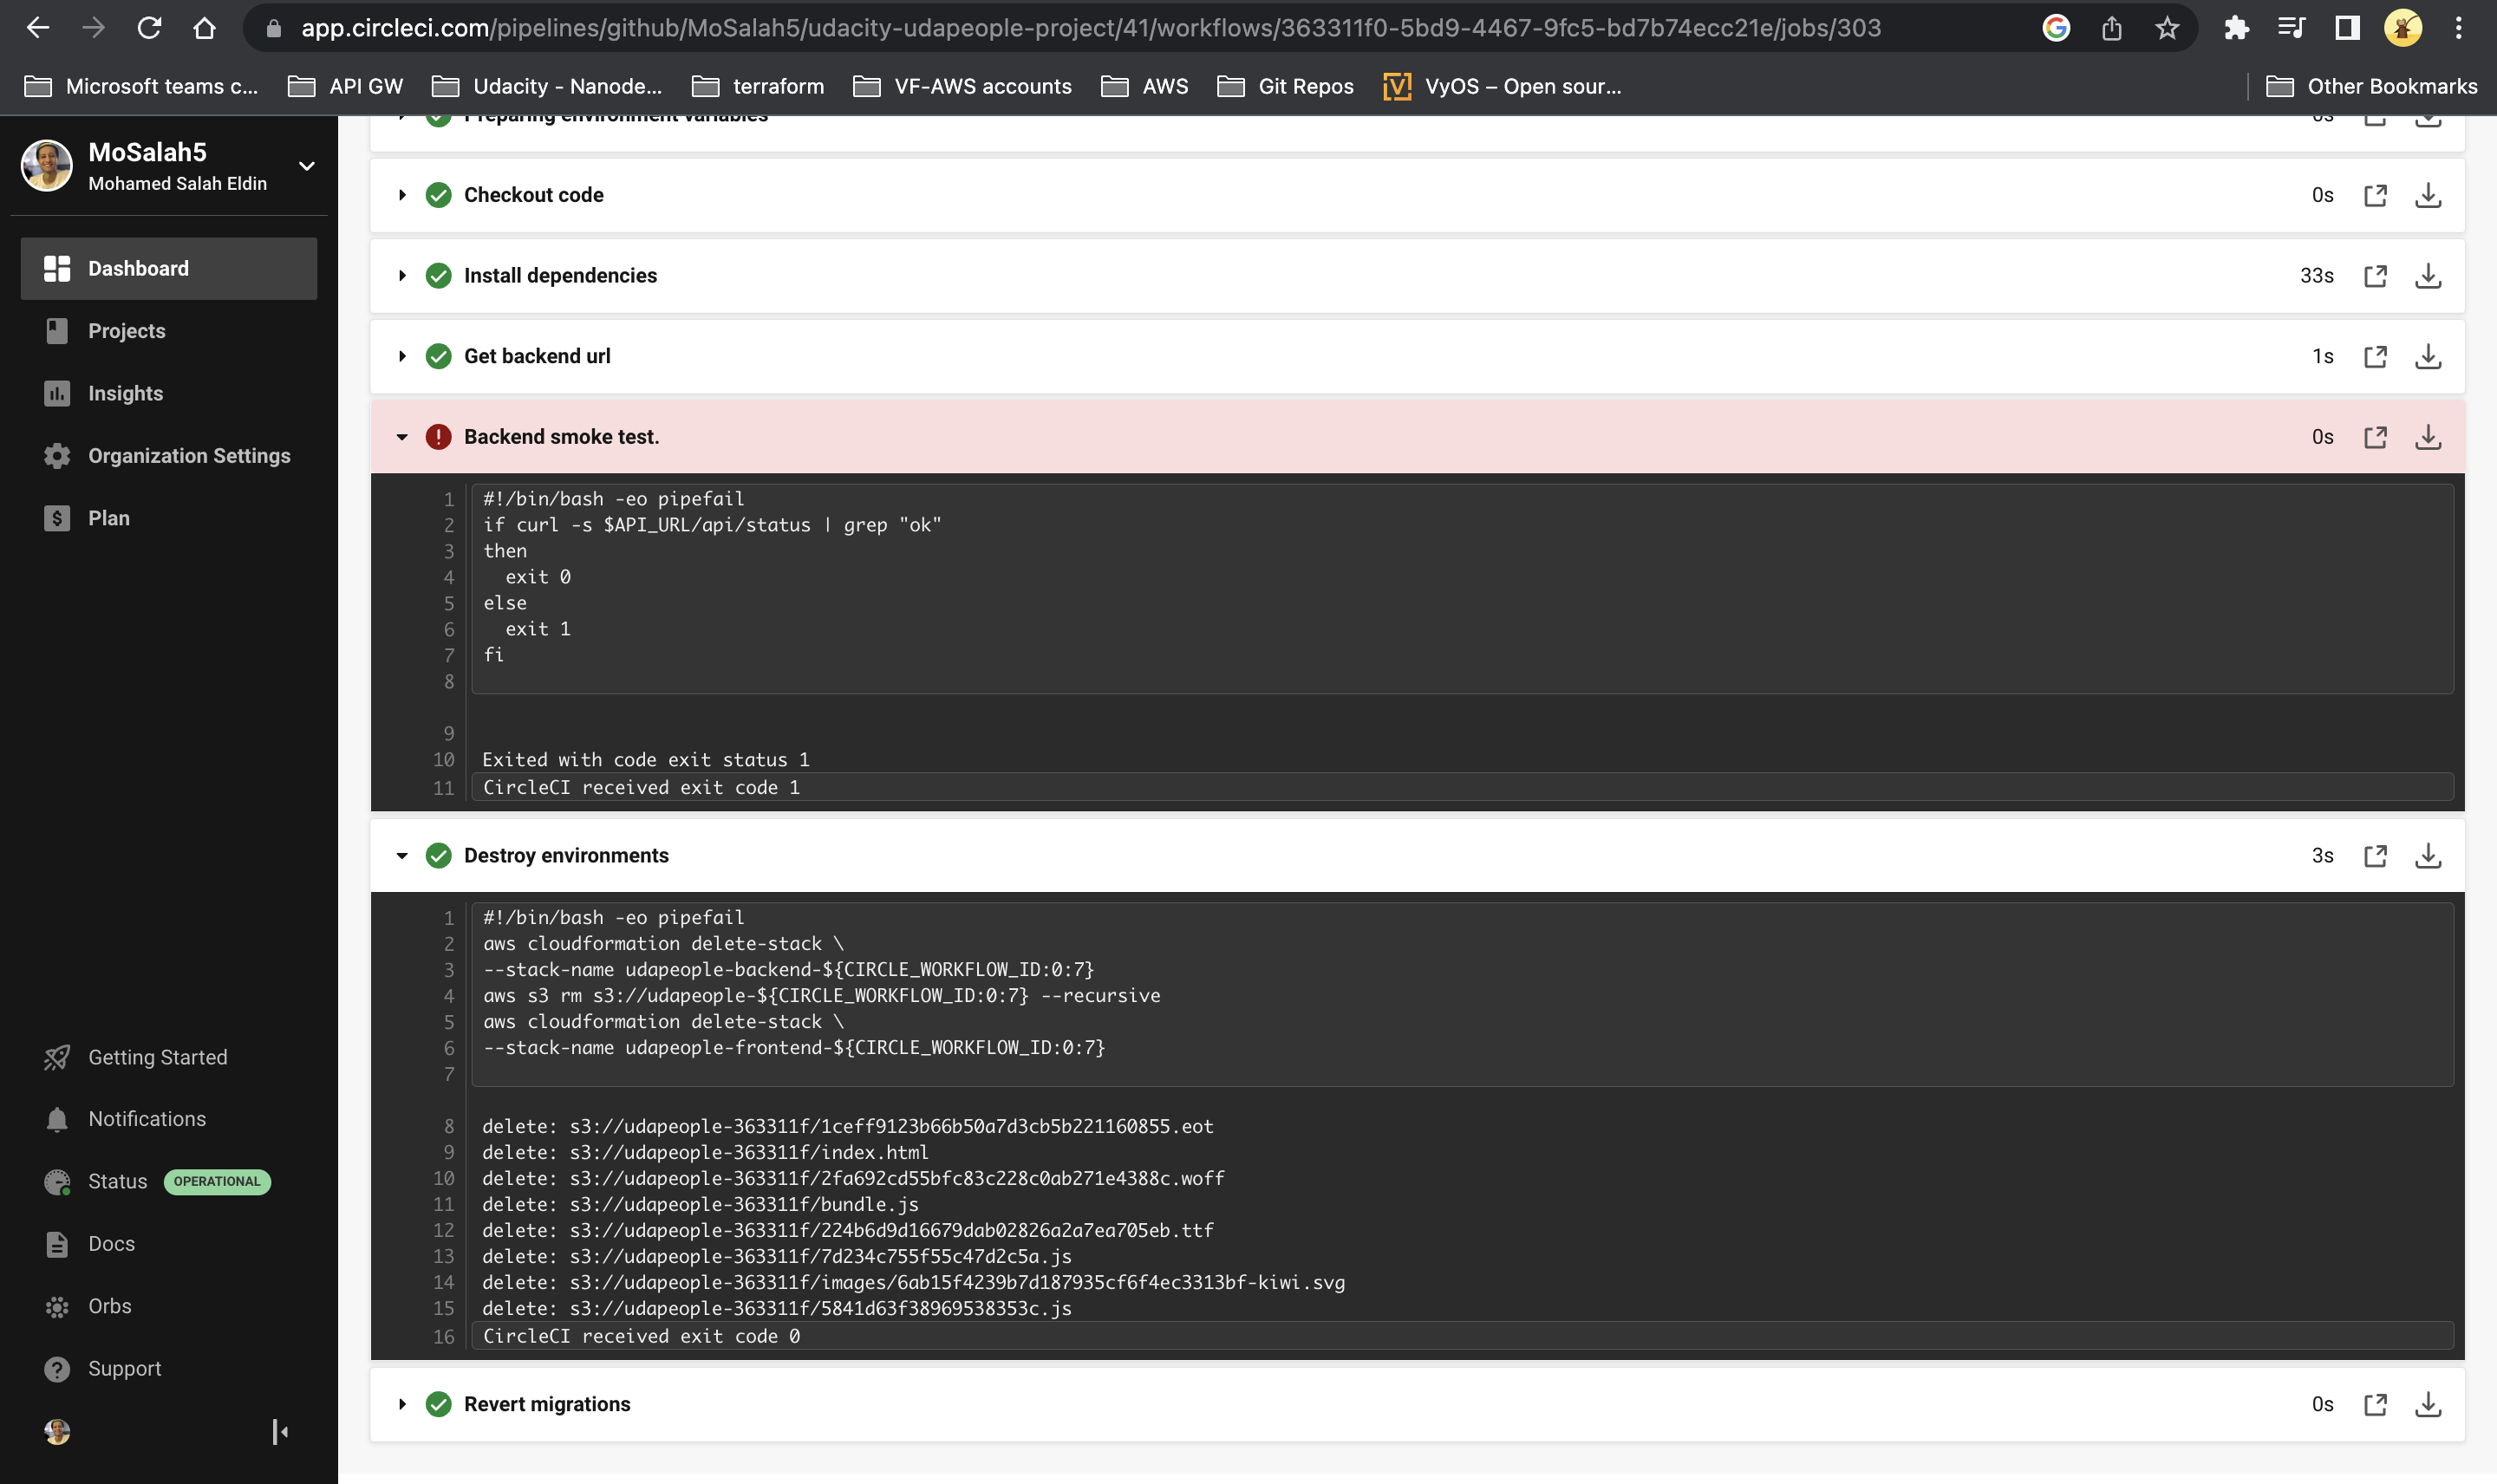 app.circleci.com/pipelines/github/MoSalah5/udacity-udapeople-project/41/workflows/363311f0-5bd9-4467-9fc5-bd7b74ecc21e/jobs/303
Microsoft teams c... API GW Udacity - Nanode... terraform VF-AWS accounts AWS Git Repos VyOS – Open sour... Other Bookmarks
MoSalah5
Mohamed Salah Eldin
Dashboard
Projects
Insights
Organization Settings
Plan
Getting Started
Notifications
Status OPERATIONAL
Docs
Orbs
Support
Preparing environment variables 0s
Checkout code 0s
Install dependencies 33s
Get backend url 1s
Backend smoke test. 0s
1 #!/bin/bash -eo pipefail
2 if curl -s $API_URL/api/status | grep "ok"
3 then
4 exit 0
5 else
6 exit 1
7 fi
8
9
10 Exited with code exit status 1
11 CircleCI received exit code 1
Destroy environments 3s
1 #!/bin/bash -eo pipefail
2 aws cloudformation delete-stack \
3 --stack-name udapeople-backend-${CIRCLE_WORKFLOW_ID:0:7}
4 aws s3 rm s3://udapeople-${CIRCLE_WORKFLOW_ID:0:7} --recursive
5 aws cloudformation delete-stack \
6 --stack-name udapeople-frontend-${CIRCLE_WORKFLOW_ID:0:7}
7
8 delete: s3://udapeople-363311f/1ceff9123b66b50a7d3cb5b221160855.eot
9 delete: s3://udapeople-363311f/index.html
10 delete: s3://udapeople-363311f/2fa692cd55bfc83c228c0ab271e4388c.woff
11 delete: s3://udapeople-363311f/bundle.js
12 delete: s3://udapeople-363311f/224b6d9d16679dab02826a2a7ea705eb.ttf
13 delete: s3://udapeople-363311f/7d234c755f55c47d2c5a.js
14 delete: s3://udapeople-363311f/images/6ab15f4239b7d187935cf6f4ec3313bf-kiwi.svg
15 delete: s3://udapeople-363311f/5841d63f38969538353c.js
16 CircleCI received exit code 0
Revert migrations 0s